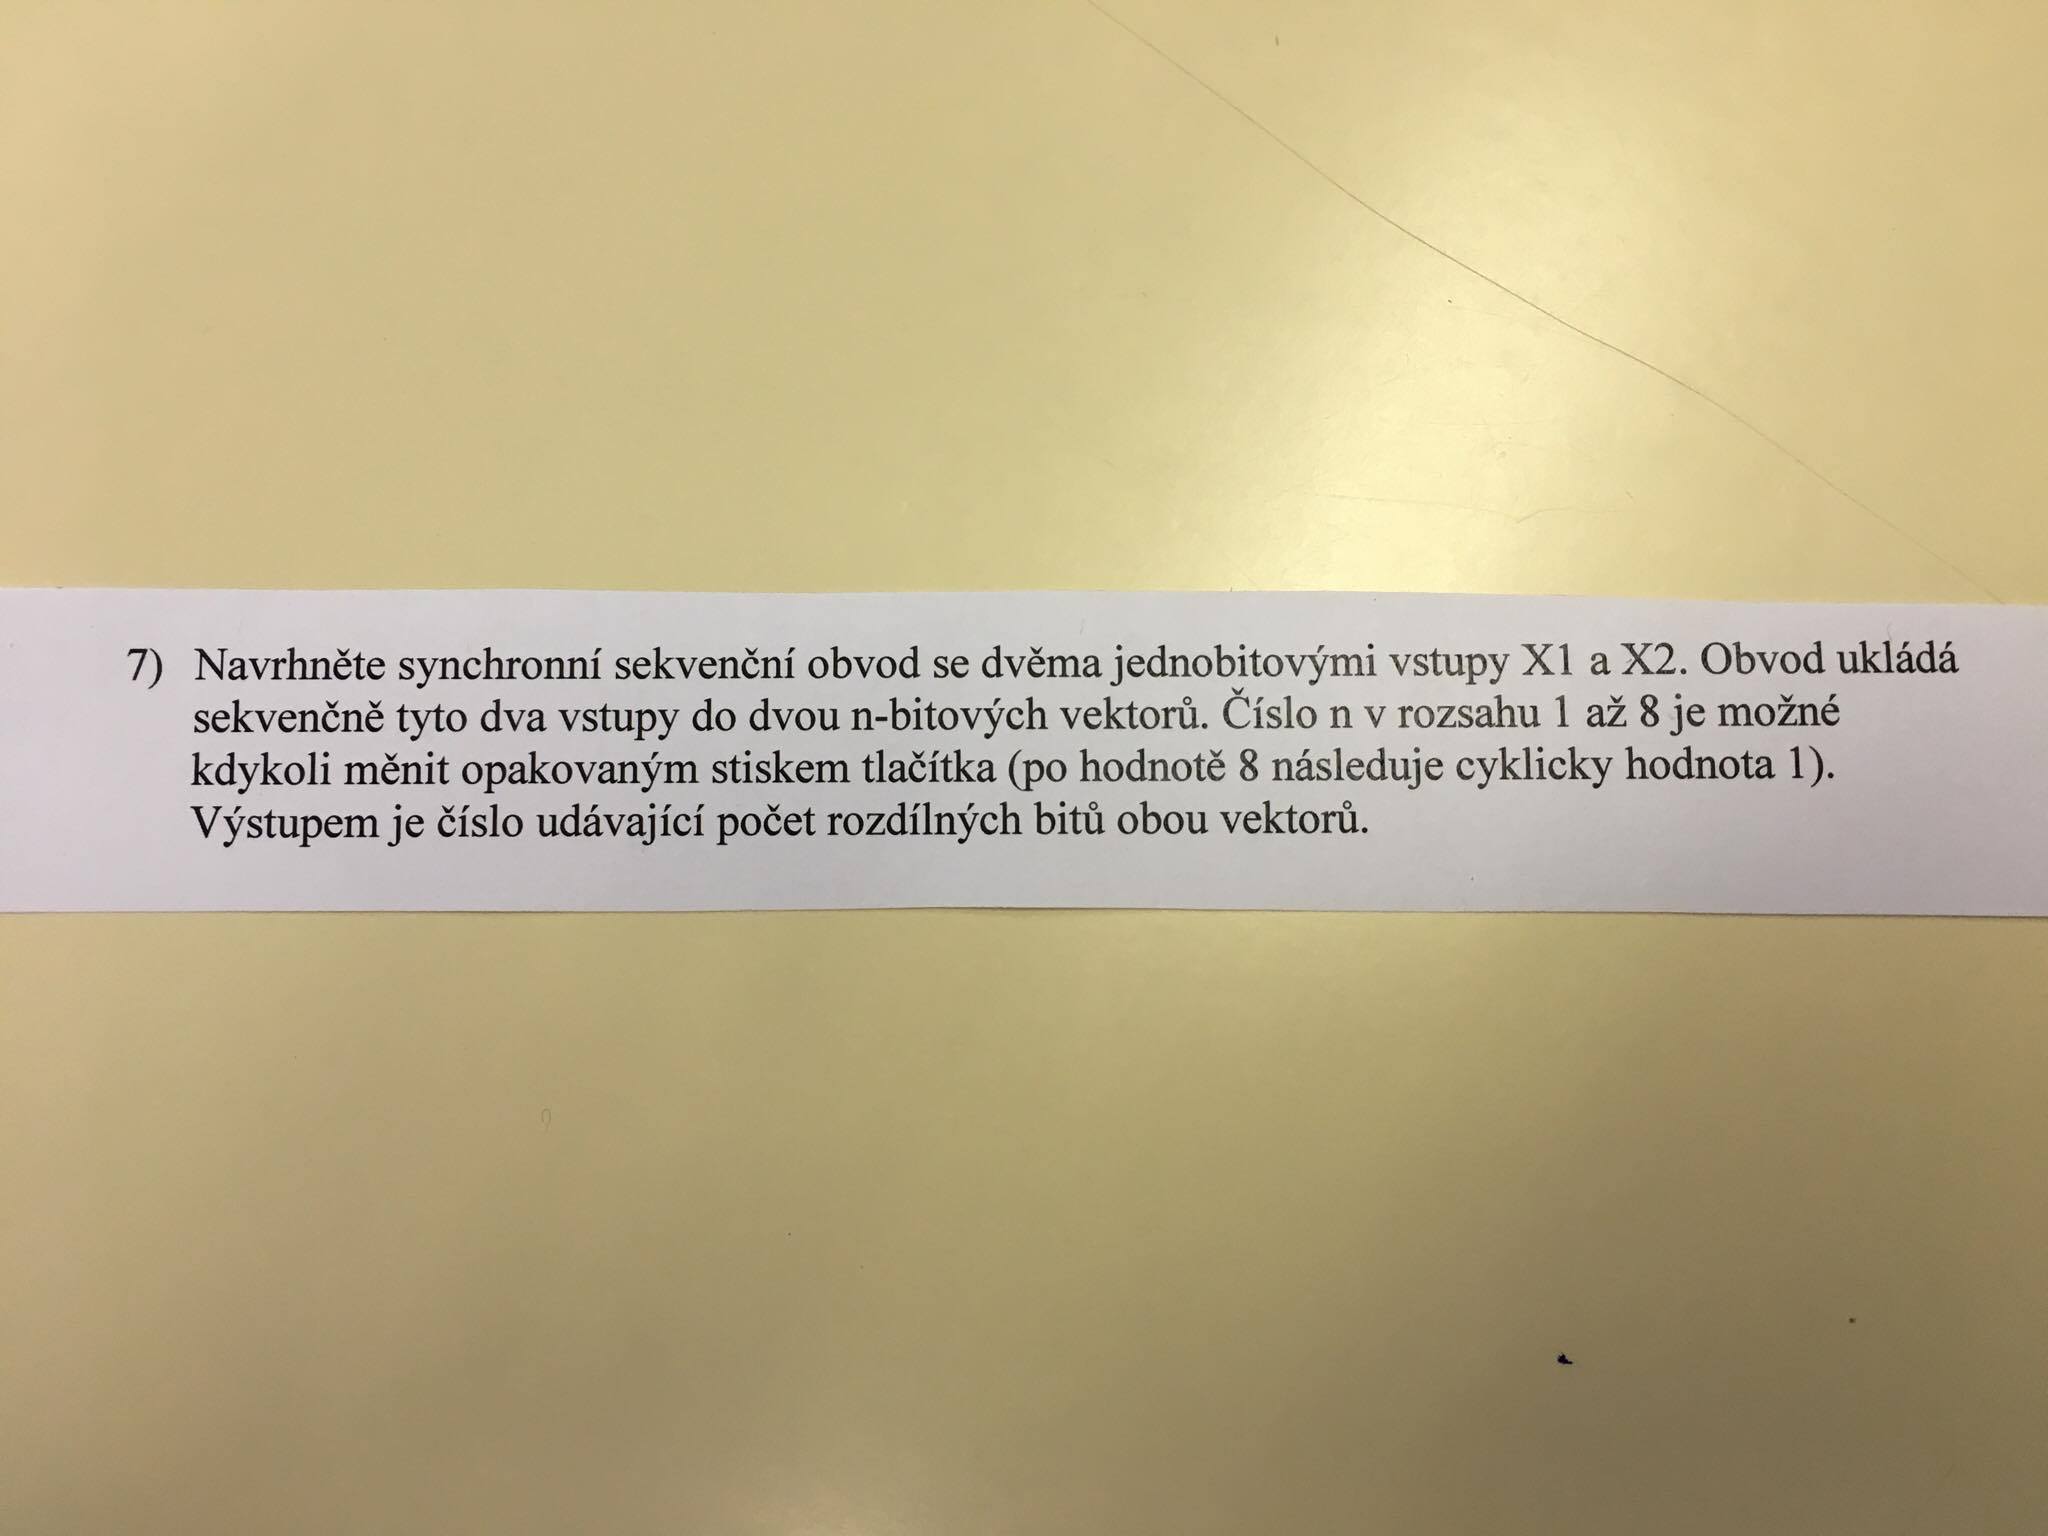 7) Navrhněte synchronní sekvenční obvod se dvěma jednobitovými vstupy X1 a X2. Obvod ukládá
sekvenčně tyto dva vstupy do dvou n-bitových vektorů. Číslo n v rozsahu 1 až 8 je možné
kdykoli měnit opakovaným stiskem tlačítka (po hodnotě 8 následuje cyklicky hodnota 1).
Výstupem je číslo udávající počet rozdílných bitů obou vektorů.